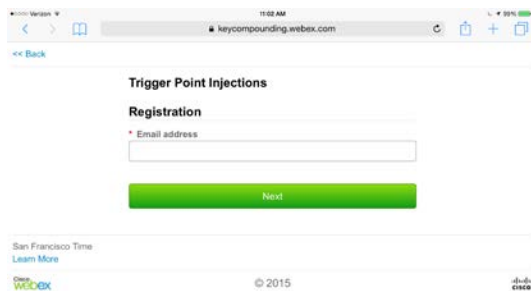 Verizon 11:02 AM 99%
keycompounding.webex.com
<< Back
Trigger Point Injections
Registration
* Email address
Next
San Francisco Time
Learn More
Cisco webex © 2015 CISCO